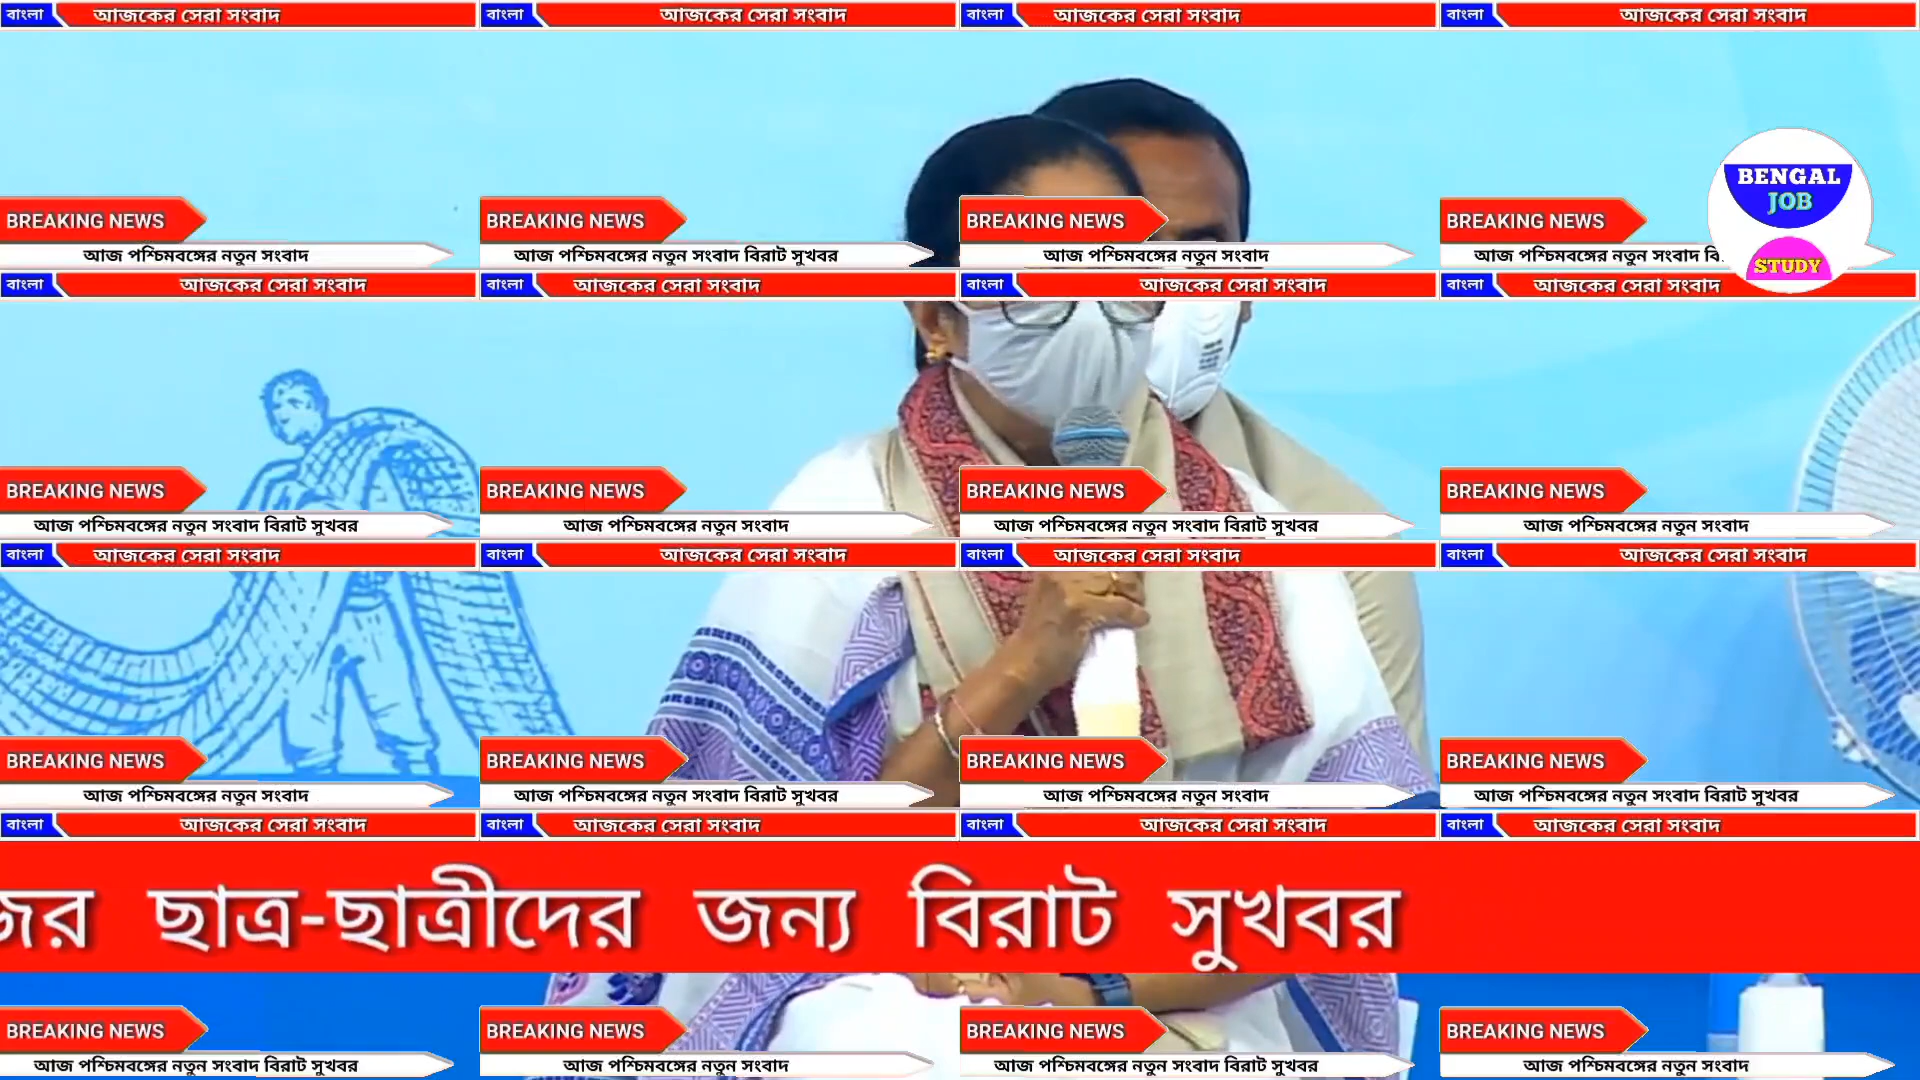 বাংলা আজকের সেরা সংবাদ বাংলা আজকের সেরা সংবাদ বাংলা আজকের সেরা সংবাদ বাংলা আজকের সেরা সংবাদ
BENGAL
JOB
STUDY
BREAKING NEWS BREAKING NEWS BREAKING NEWS BREAKING NEWS
আজ পশ্চিমবঙ্গের নতুন সংবাদ আজ পশ্চিমবঙ্গের নতুন সংবাদ বিরাট সুখবর আজ পশ্চিমবঙ্গের নতুন সংবাদ আজ পশ্চিমবঙ্গের নতুন সংবাদ
বাংলা আজকের সেরা সংবাদ বাংলা আজকের সেরা সংবাদ বাংলা আজকের সেরা সংবাদ বাংলা আজকের সেরা সংবাদ
BREAKING NEWS BREAKING NEWS BREAKING NEWS BREAKING NEWS
আজ পশ্চিমবঙ্গের নতুন সংবাদ বিরাট সুখবর আজ পশ্চিমবঙ্গের নতুন সংবাদ আজ পশ্চিমবঙ্গের নতুন সংবাদ বিরাট সুখবর আজ পশ্চিমবঙ্গের নতুন সংবাদ
বাংলা আজকের সেরা সংবাদ বাংলা আজকের সেরা সংবাদ বাংলা আজকের সেরা সংবাদ বাংলা আজকের সেরা সংবাদ
BREAKING NEWS BREAKING NEWS BREAKING NEWS BREAKING NEWS
আজ পশ্চিমবঙ্গের নতুন সংবাদ আজ পশ্চিমবঙ্গের নতুন সংবাদ বিরাট সুখবর আজ পশ্চিমবঙ্গের নতুন সংবাদ আজ পশ্চিমবঙ্গের নতুন সংবাদ বিরাট সুখবর
বাংলা আজকের সেরা সংবাদ বাংলা আজকের সেরা সংবাদ বাংলা আজকের সেরা সংবাদ বাংলা আজকের সেরা সংবাদ
ছাত্র-ছাত্রীদের জন্য বিরাট সুখবর
BREAKING NEWS BREAKING NEWS BREAKING NEWS BREAKING NEWS
আজ পশ্চিমবঙ্গের নতুন সংবাদ বিরাট সুখবর আজ পশ্চিমবঙ্গের নতুন সংবাদ আজ পশ্চিমবঙ্গের নতুন সংবাদ বিরাট সুখবর আজ পশ্চিমবঙ্গের নতুন সংবাদ